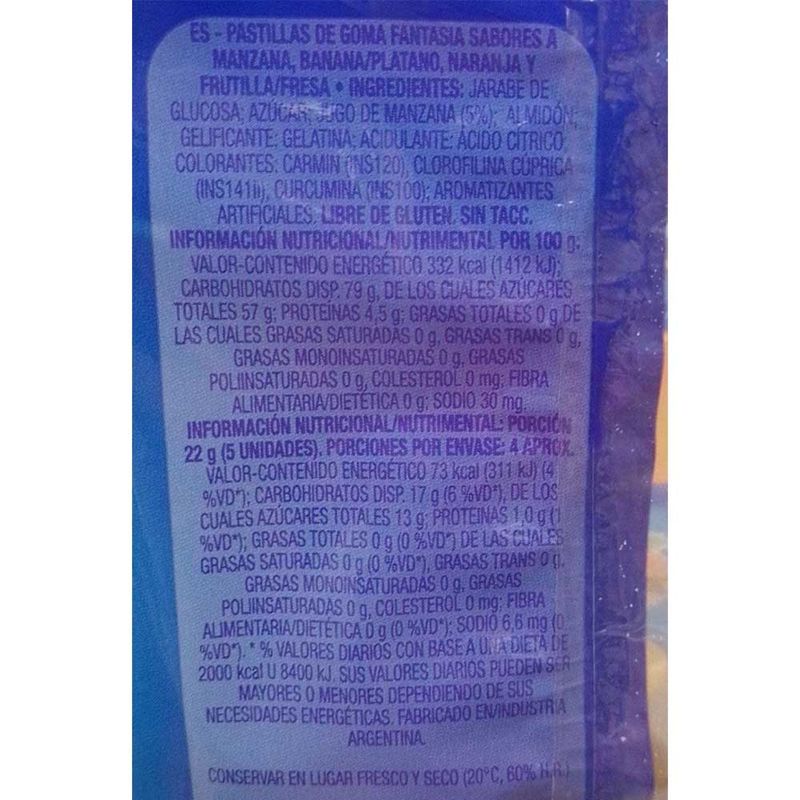 ES - PASTILLAS DE GOMA FANTASIA SABORES A
MANZANA, BANANA/PLATANO, NARANJA Y
FRUTILLA/FRESA • INGREDIENTES: JARABE DE
GLUCOSA; AZÚCAR; JUGO DE MANZANA (5%); ALMIDÓN;
GELIFICANTE: GELATINA; ACIDULANTE: ÁCIDO CÍTRICO
COLORANTES: CARMIN (INS120), CLOROFILINA CÚPRICA
(INS141ii), CURCUMINA (INS100); AROMATIZANTES
ARTIFICIALES. LIBRE DE GLUTEN. SIN TACC.
INFORMACIÓN NUTRICIONAL/NUTRIMENTAL POR 100 g:
VALOR-CONTENIDO ENERGÉTICO 332 kcal (1412 kJ);
CARBOHIDRATOS DISP. 79 g, DE LOS CUALES AZÚCARES
TOTALES 57 g; PROTEINAS 4,5 g; GRASAS TOTALES 0 g DE
LAS CUALES GRASAS SATURADAS 0 g, GRASAS TRANS 0 g,
GRASAS MONOINSATURADAS 0 g, GRASAS
POLIINSATURADAS 0 g, COLESTEROL 0 mg; FIBRA
ALIMENTARIA/DIETÉTICA 0 g; SODIO 30 mg.
INFORMACIÓN NUTRICIONAL/NUTRIMENTAL: PORCIÓN
22 g (5 UNIDADES). PORCIONES POR ENVASE: 4 APROX.
VALOR-CONTENIDO ENERGÉTICO 73 kcal (311 kJ) (4
%VD*); CARBOHIDRATOS DISP. 17 g (6 %VD*), DE LOS
CUALES AZÚCARES TOTALES 13 g; PROTEINAS 1,0 g (1
%VD*); GRASAS TOTALES 0 g (0 %VD*) DE LAS CUALES
GRASAS SATURADAS 0 g (0 %VD*), GRASAS TRANS 0 g,
GRASAS MONOINSATURADAS 0 g, GRASAS
POLIINSATURADAS 0 g, COLESTEROL 0 mg; FIBRA
ALIMENTARIA/DIETÉTICA 0 g (0 %VD*); SODIO 6,6 mg (0
%VD*). * % VALORES DIARIOS CON BASE A UNA DIETA DE
2000 kcal U 8400 kJ. SUS VALORES DIARIOS PUEDEN SER
MAYORES O MENORES DEPENDIENDO DE SUS
NECESIDADES ENERGÉTICAS. FABRICADO EN/INDUSTRIA
ARGENTINA.
CONSERVAR EN LUGAR FRESCO Y SECO (20°C, 60% H.R.)